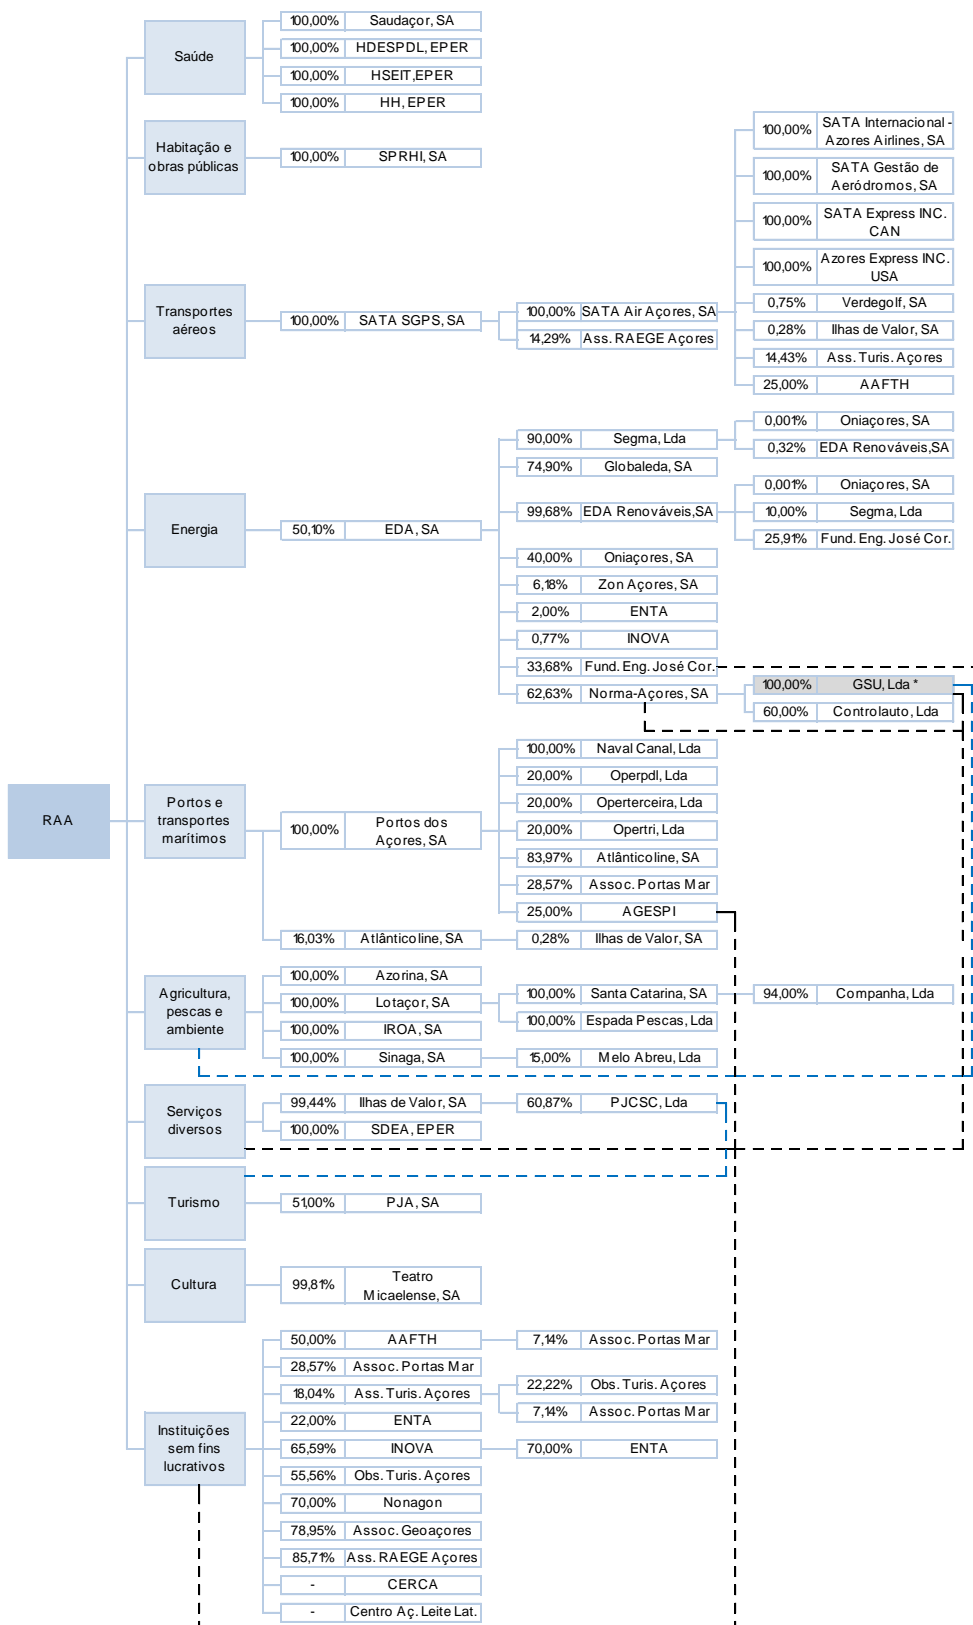 RAA
Saúde
100,00% Saudaçor, SA
100,00% HDESPDL, EPER
100,00% HSEIT, EPER
100,00% HH, EPER
Habitação e
obras públicas
100,00% SPRHI, SA
Transportes
aéreos
100,00% SATA SGPS, SA
100,00% SATA Air Açores, SA
14,29% Ass. RAEGE Açores
100,00% SATA Internacional -
Azores Airlines, SA
100,00% SATA Gestão de
Aeródromos, SA
100,00% SATA Express INC.
CAN
100,00% Azores Express INC.
USA
0,75% Verdegolf, SA
0,28% Ilhas de Valor, SA
14,43% Ass. Turis. Açores
25,00% AAFTH
Energia
50,10% EDA, SA
90,00% Segma, Lda
0,001% Oniaçores, SA
0,32% EDA Renováveis,SA
74,90% Globaleda, SA
99,68% EDA Renováveis,SA
0,001% Oniaçores, SA
10,00% Segma, Lda
25,91% Fund. Eng. José Cor.
40,00% Oniaçores, SA
6,18% Zon Açores, SA
2,00% ENTA
0,77% INOVA
33,68% Fund. Eng. José Cor.
62,63% Norma-Açores, SA
100,00% GSU, Lda *
60,00% Controlauto, Lda
Portos e
transportes
marítimos
100,00% Portos dos
Açores, SA
100,00% Naval Canal, Lda
20,00% Operpdl, Lda
20,00% Operterceira, Lda
20,00% Opertri, Lda
83,97% Atlânticoline, SA
28,57% Assoc. Portas Mar
25,00% AGESPI
16,03% Atlânticoline, SA
0,28% Ilhas de Valor, SA
Agricultura,
pescas e
ambiente
100,00% Azorina, SA
100,00% Lotaçor, SA
100,00% Santa Catarina, SA
94,00% Companha, Lda
100,00% Espada Pescas, Lda
100,00% IROA, SA
100,00% Sinaga, SA
15,00% Melo Abreu, Lda
Serviços
diversos
99,44% Ilhas de Valor, SA
60,87% PJCSC, Lda
100,00% SDEA, EPER
Turismo
51,00% PJA, SA
Cultura
99,81% Teatro
Micaelense, SA
Instituições
sem fins
lucrativos
50,00% AAFTH
7,14% Assoc. Portas Mar
28,57% Assoc. Portas Mar
18,04% Ass. Turis. Açores
22,22% Obs. Turis. Açores
7,14% Assoc. Portas Mar
22,00% ENTA
65,59% INOVA
70,00% ENTA
55,56% Obs. Turis. Açores
70,00% Nonagon
78,95% Assoc. Geoaçores
85,71% Ass. RAEGE Açores
- CERCA
- Centro Aç. Leite Lat.